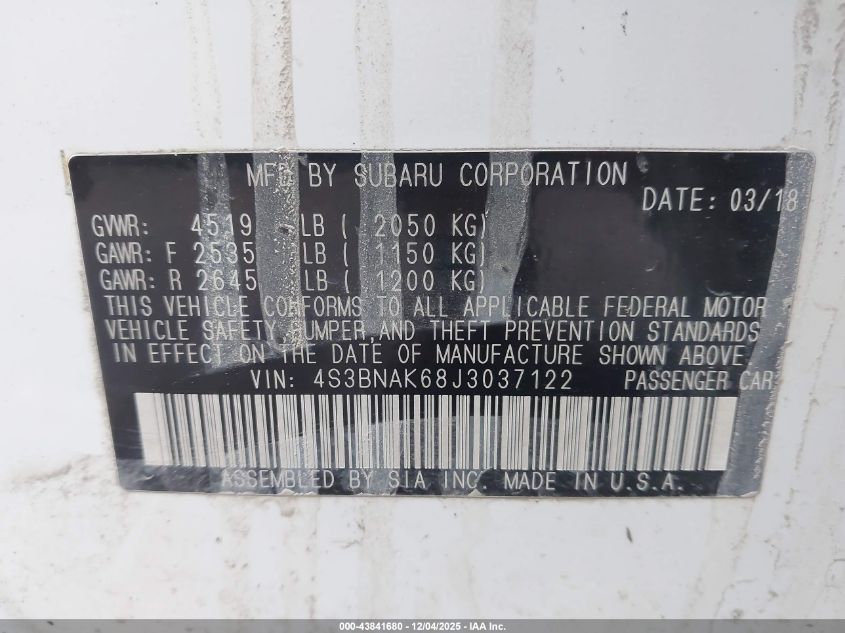 MFD BY SUBARU CORPORATION
DATE: 03/18
GVWR: 4519 LB ( 2050 KG)
GAWR: F 2535 LB ( 1150 KG)
GAWR: R 2645 LB ( 1200 KG)
THIS VEHICLE CONFORMS TO ALL APPLICABLE FEDERAL MOTOR
VEHICLE SAFETY,BUMPER,AND THEFT PREVENTION STANDARDS
IN EFFECT ON THE DATE OF MANUFACTURE SHOWN ABOVE.
VIN: 4S3BNAK68J3037122 PASSENGER CAR
ASSEMBLED BY SIA INC. MADE IN U.S.A.
000-43841680 - 12/04/2025 - IAA Inc.